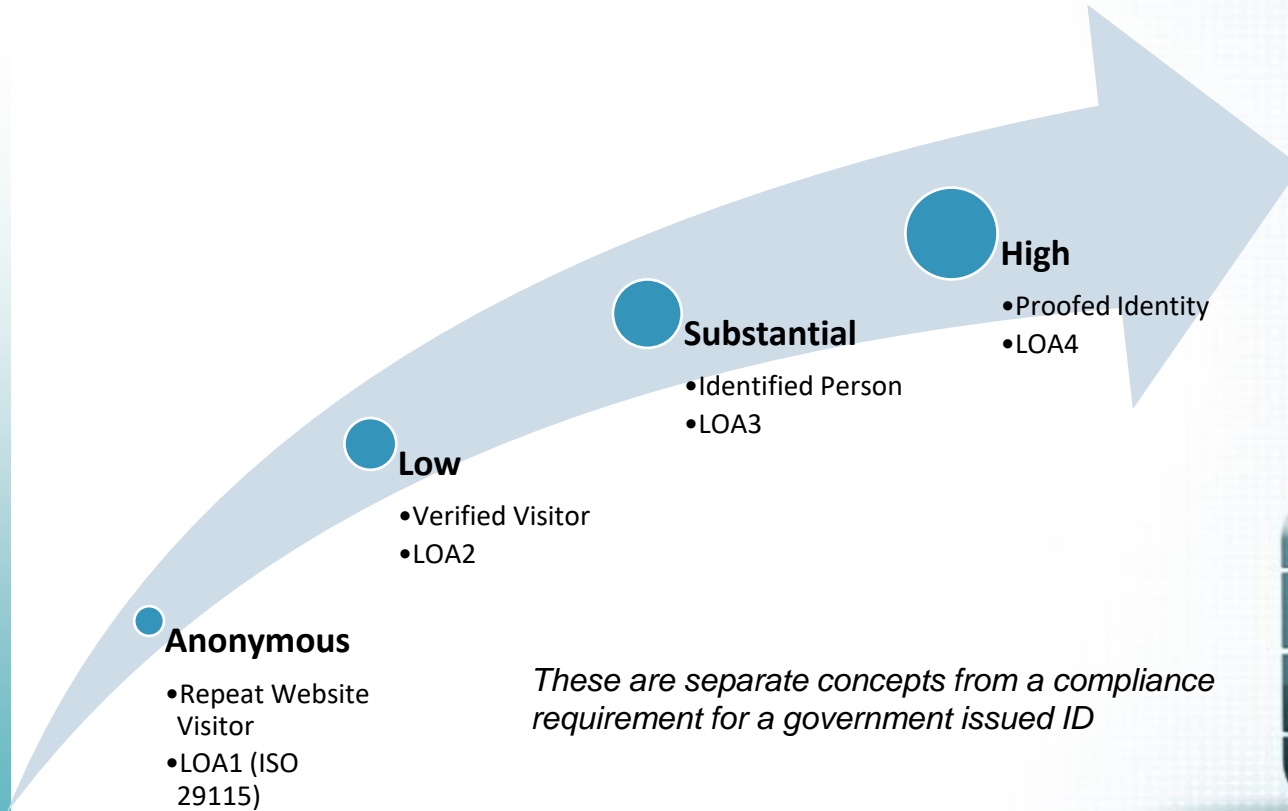 High
•Proofed Identity
•LOA4
Substantial
•Identified Person
•LOA3
Low
•Verified Visitor
•LOA2
Anonymous
•Repeat Website
Visitor
•LOA1 (ISO
29115)
These are separate concepts from a compliance
requirement for a government issued ID